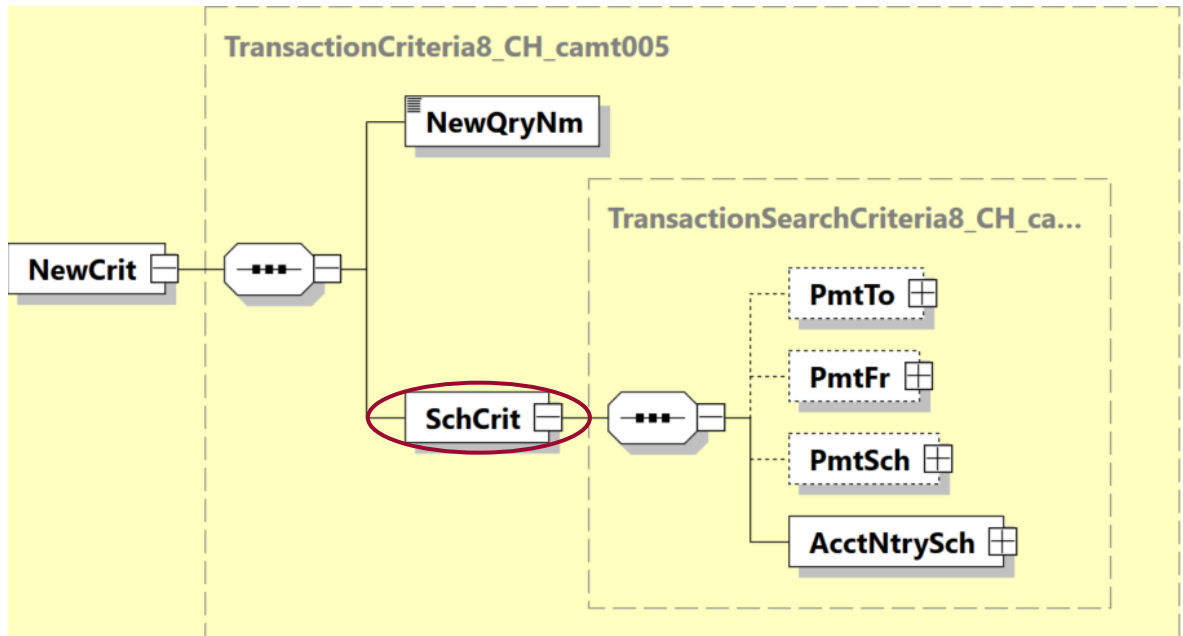 TransactionCriteria8_CH_camt005
NewQryNm
TransactionSearchCriteria8_CH_ca...
NewCrit
PmtTo
PmtFr
SchCrit
PmtSch
AcctNtrySch